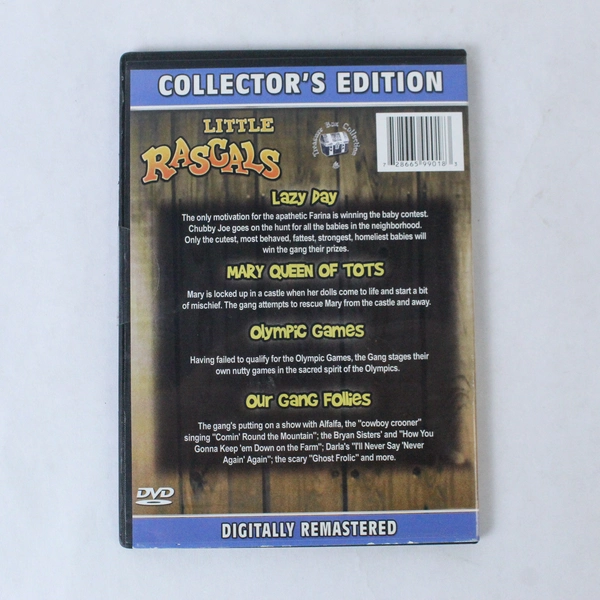 COLLECTOR'S EDITION
LITTLE
RASCALS
Treasure Box Collection
7 28665 99018 3
Lazy Day
The only motivation for the apathetic Farina is winning the baby contest.
Chubby Joe goes on the hunt for all the babies in the neighborhood.
Only the cutest, most behaved, fattest, strongest, homeliest babies will
win the gang their prizes.
MARY QUEEN OF TOTS
Mary is locked up in a castle when her dolls come to life and start a bit
of mischief. The gang attempts to rescue Mary from the castle and away.
Olympic Games
Having failed to qualify for the Olympic Games, the Gang stages their
own nutty games in the sacred spirit of the Olympics.
Our Gang Follies
The gang's putting on a show with Alfalfa, the "cowboy crooner"
singing "Comin' Round the Mountain"; the Bryan Sisters' and "How You
Gonna Keep 'em Down on the Farm"; Darla's "I'll Never Say 'Never
Again' Again"; the scary "Ghost Frolic" and more.
DVD
DIGITALLY REMASTERED